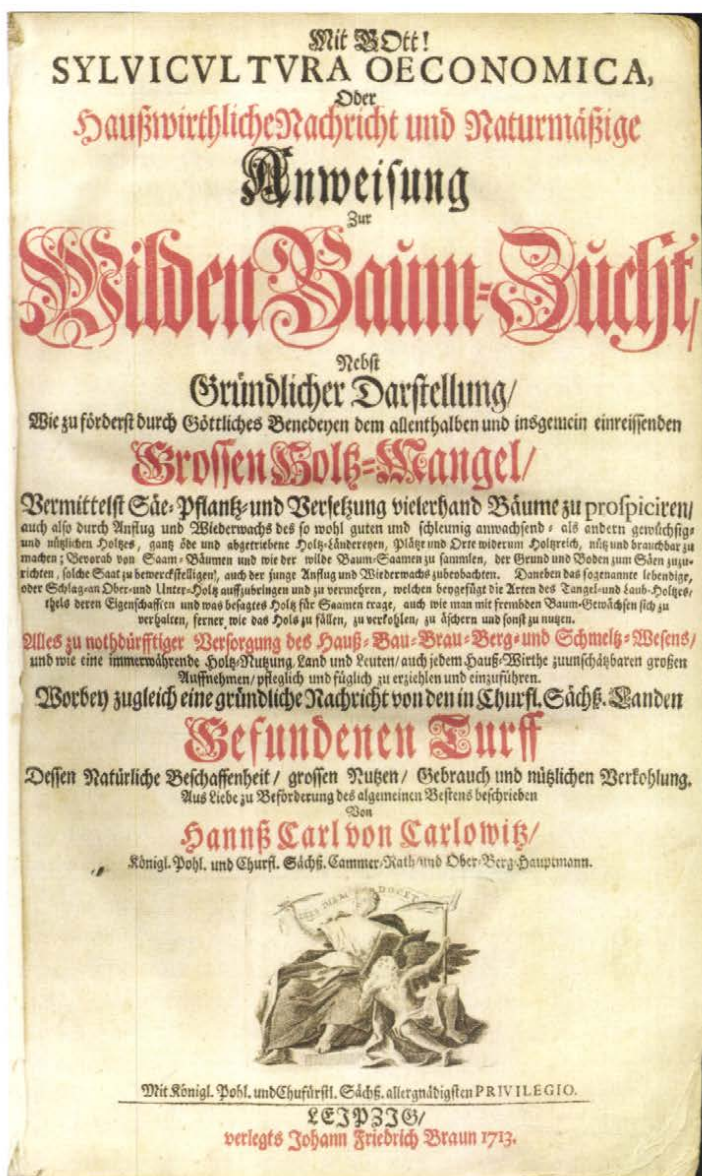 Mit GOtt!
SYLVICVLTVRA OECONOMICA,
Oder
Haußwirthliche Nachricht und Naturmäßige
Anweisung
Zur
Wilden Baum-Zucht/
Nebst
Gründlicher Darstellung/
Wie zu förderst durch Göttliches Benedeyen dem allenthalben und insgemein einreissenden
Grossen Holtz-Mangel/
Vermittelst Säe-Pflantz-und Versetzung vielerhand Bäume zu prospiciren/
auch also durch Anflug und Wiederwachs des so wohl guten und schleunig anwachsend-als andern gewüchsig-
und nützlichen Holtzes, gantz öde und abgetriebene Holtz-Ländereyen, Plätze und Orte widerum Holtzreich, nütz und brauchbar zu
machen; Bevorab von Saam-Bäumen und wie der wilde Baum-Saamen zu sammlen, der Grund und Boden zum Säen zuzu-
richten, solche Saat zu bewerckstelligen, auch der junge Anflug und Wiederwachs zubeobachten. Daneben das sogenannte lebendige,
oder Schlag-an Ober-und Unter-Holtz auffzubringen und zu vermehren, welchen beygefügt die Arten des Tangel-und Laub-Holtzes/
theils deren Eigenschafften und was besagtes Holtz für Saamen trage, auch wie man mit frembden Baum-Gewächsen sich zu
verhalten, ferner wie das Holz zu fällen, zu verkohlen, zu äschern und sonst zu nutzen.
Alles zu nothdürfftiger Versorgung des Hauß-Bau-Brau-Berg-und Schmeltz-Wesens/
und wie eine immerwährende Holtz-Nutzung Land und Leuten/auch jedem Hauß-Wirthe zuunschätzbaren großen
Auffnehmen/pfleglich und füglich zu erziehlen und einzuführen.
Worbey zugleich eine gründliche Nachricht von den in Churfl. Sächß. Landen
Gefundenen Turff
Dessen Natürliche Beschaffenheit/ grossen Nutzen/ Gebrauch und nützlichen Verkohlung.
Aus Liebe zu Beförderung des algemeinen Bestens beschrieben
Von
Hannß Carl von Carlowitz/
Königl. Pohl. und Churfl. Sächß. Cammer-Rath und Ober-Berg-Hauptmann.
Mit Königl. Pohl. und Chufürstl. Sächß. allergnädigsten PRIVILEGIO.
LEIPZIG/
verlegts Johann Friedrich Braun 1713.